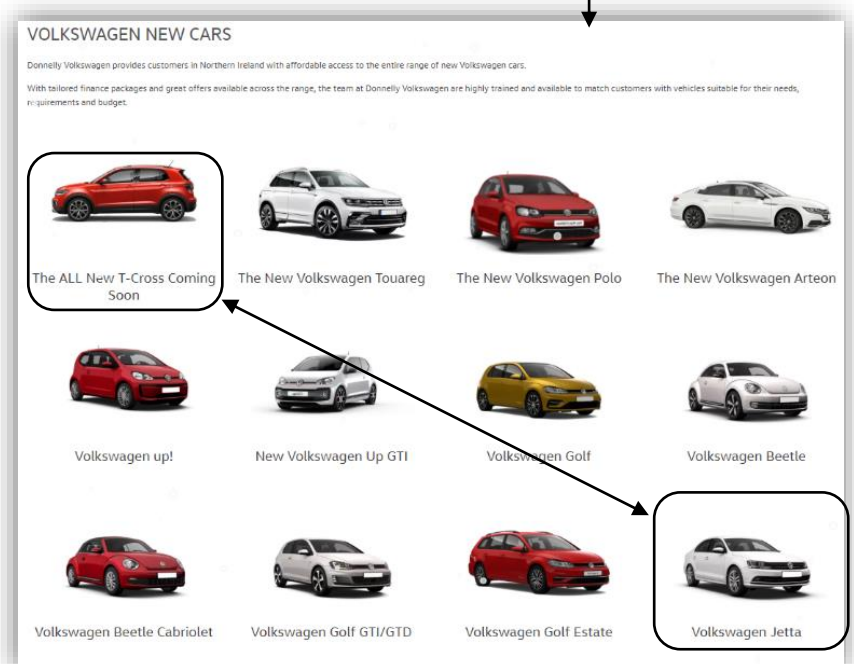 VOLKSWAGEN NEW CARS
Donnelly Volkswagen provides customers in Northern Ireland with affordable access to the entire range of new Volkswagen cars.
With tailored finance packages and great offers available across the range, the team at Donnelly Volkswagen are highly trained and available to match customers with vehicles suitable for their needs,
requirements and budget.
The ALL New T-Cross Coming
Soon
The New Volkswagen Touareg
The New Volkswagen Polo
The New Volkswagen Arteon
Volkswagen up!
New Volkswagen Up GTI
Volkswagen Golf
Volkswagen Beetle
Volkswagen Beetle Cabriolet
Volkswagen Golf GTI/GTD
Volkswagen Golf Estate
Volkswagen Jetta